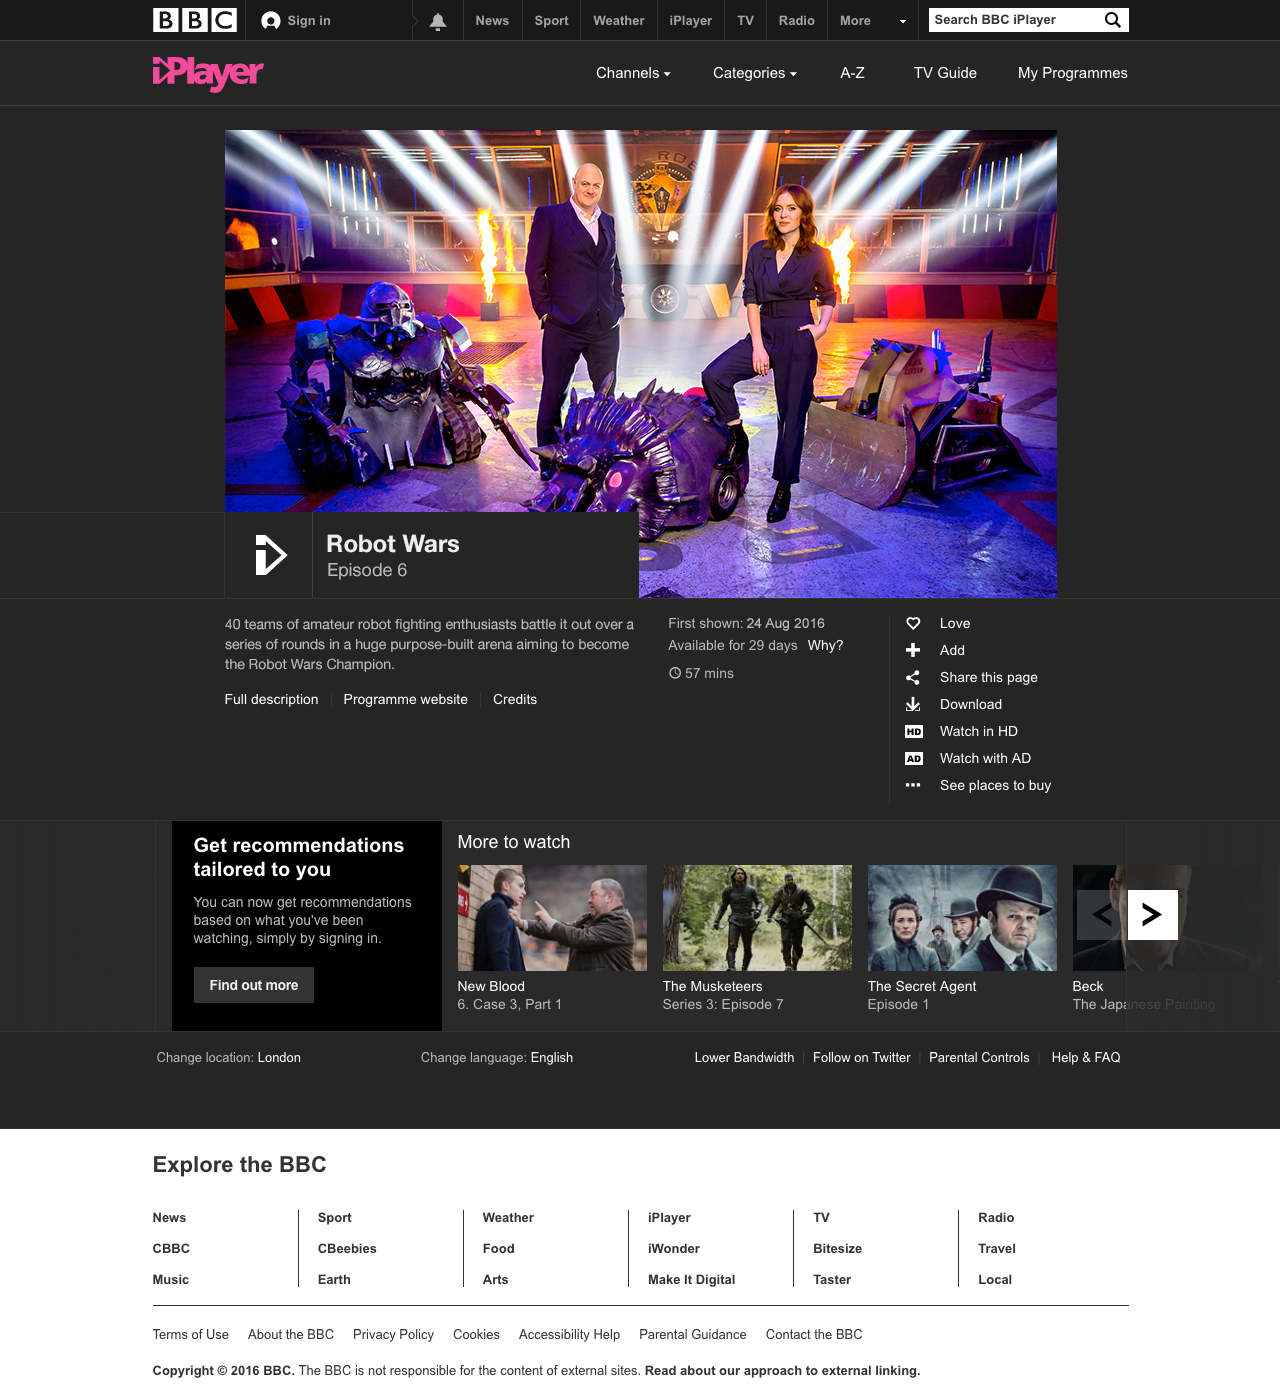 BBC Sign in News Sport Weather iPlayer TV Radio More Search BBC iPlayer
iPlayer Channels Categories A-Z TV Guide My Programmes
Robot Wars
Episode 6
40 teams of amateur robot fighting enthusiasts battle it out over a
series of rounds in a huge purpose-built arena aiming to become
the Robot Wars Champion.
Full description Programme website Credits
First shown: 24 Aug 2016
Available for 29 days Why?
57 mins
Love
Add
Share this page
Download
HD Watch in HD
AD Watch with AD
See places to buy
Get recommendations
tailored to you
You can now get recommendations
based on what you've been
watching, simply by signing in.
Find out more
More to watch
New Blood
6. Case 3, Part 1
The Musketeers
Series 3: Episode 7
The Secret Agent
Episode 1
Beck
The Japanese Painting
Change location: London Change language: English Lower Bandwidth Follow on Twitter Parental Controls Help & FAQ
Explore the BBC
News Sport Weather iPlayer TV Radio
CBBC CBeebies Food iWonder Bitesize Travel
Music Earth Arts Make It Digital Taster Local
Terms of Use About the BBC Privacy Policy Cookies Accessibility Help Parental Guidance Contact the BBC
Copyright © 2016 BBC. The BBC is not responsible for the content of external sites. Read about our approach to external linking.